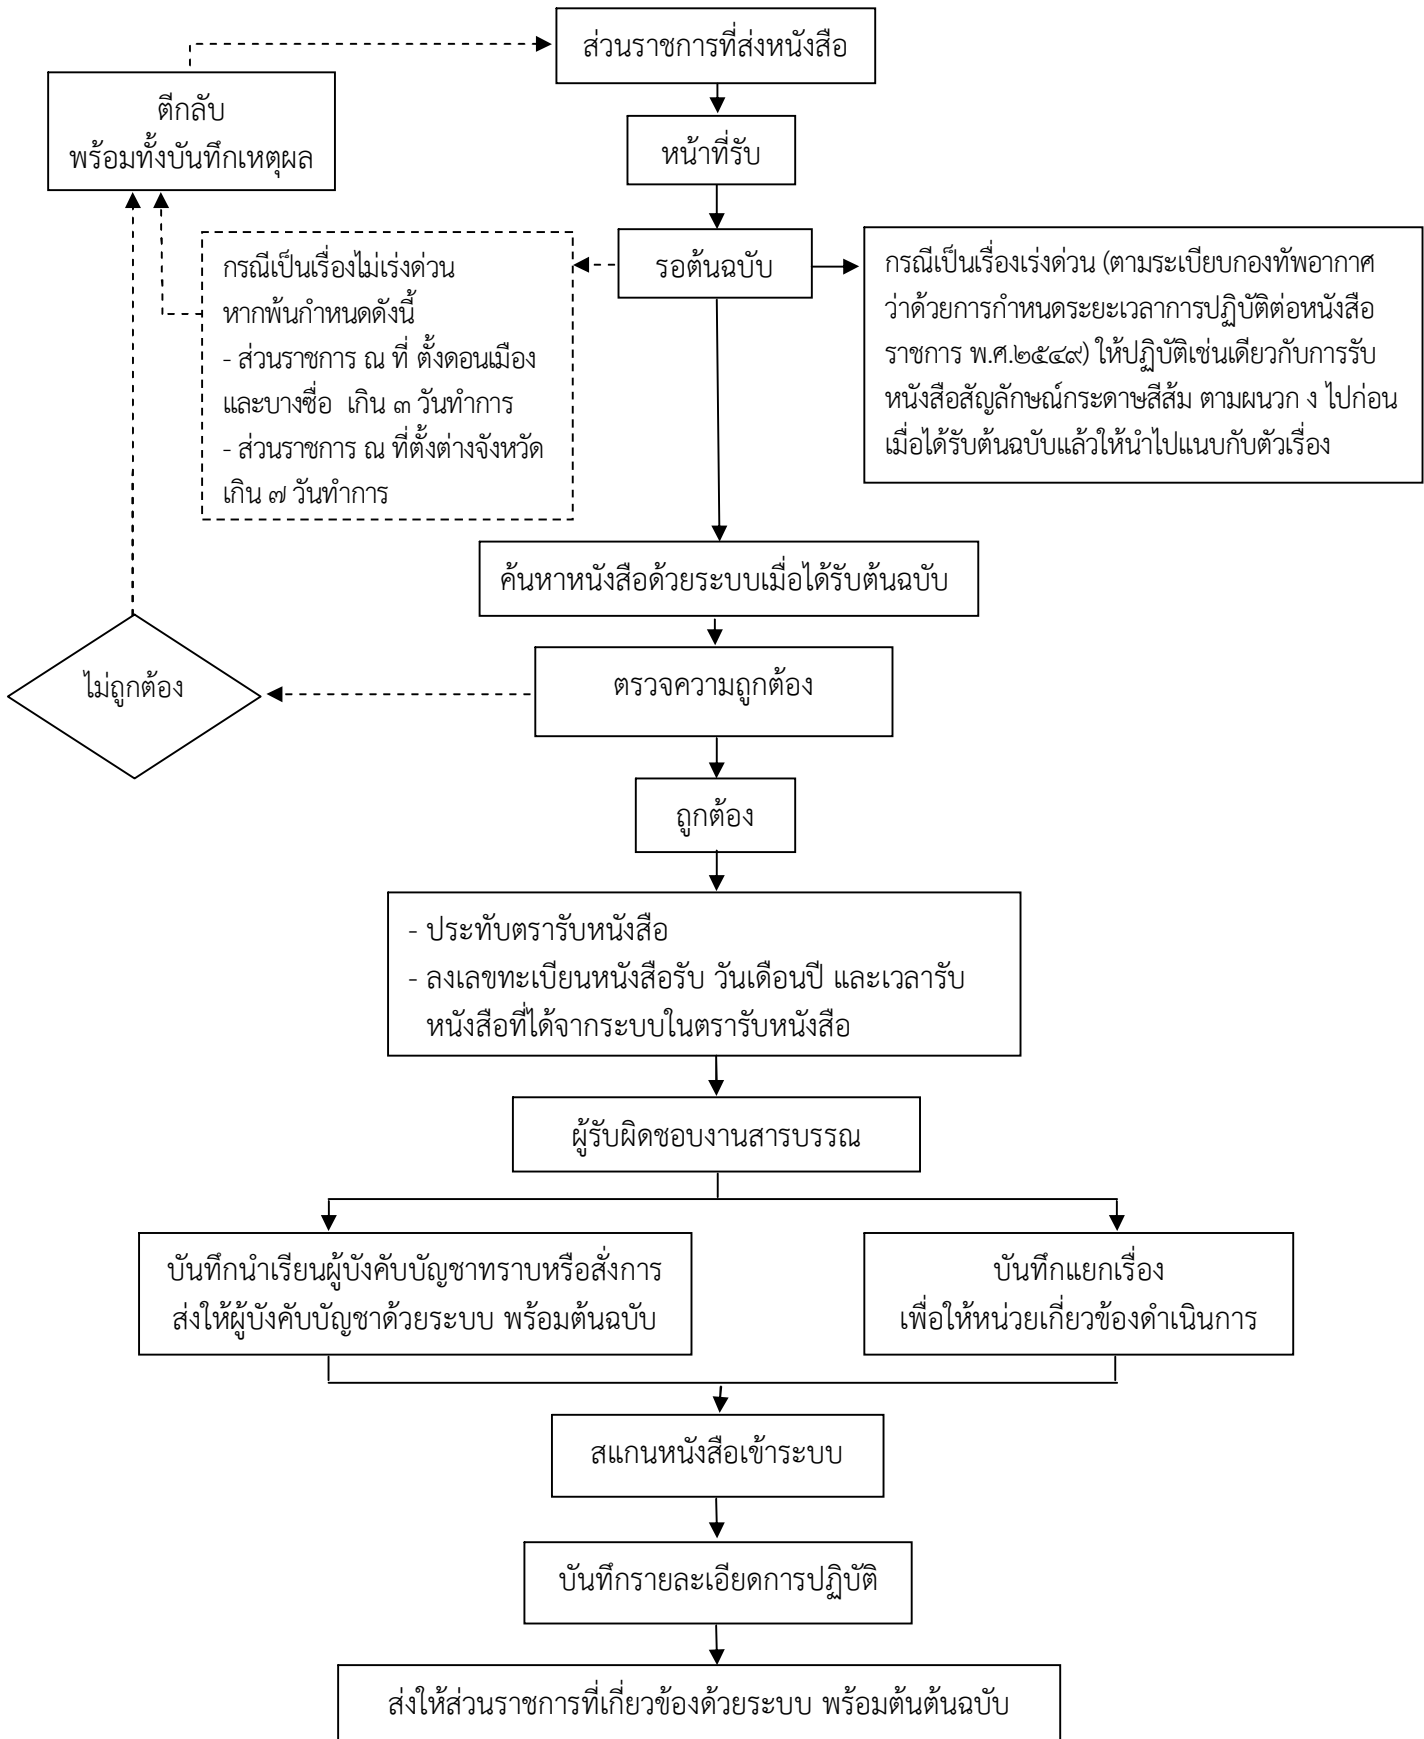 ส่วนราชการที่ส่งหนังสือ
ตีกลับ
พร้อมทั้งบันทึกเหตุผล
หน้าที่รับ
รอต้นฉบับ
กรณีเป็นเรื่องไม่เร่งด่วน
หากพ้นกำหนดดังนี้
- ส่วนราชการ ณ ที่ ตั้งดอนเมือง
และบางซื่อ เกิน ๓ วันทำการ
- ส่วนราชการ ณ ที่ตั้งต่างจังหวัด
เกิน ๗ วันทำการ
กรณีเป็นเรื่องเร่งด่วน (ตามระเบียบกองทัพอากาศ
ว่าด้วยการกำหนดระยะเวลาการปฏิบัติต่อหนังสือ
ราชการ พ.ศ.๒๕๔๙) ให้ปฏิบัติเช่นเดียวกับการรับ
หนังสือสัญลักษณ์กระดาษสีส้ม ตามผนวก ง ไปก่อน
เมื่อได้รับต้นฉบับแล้วให้นำไปแนบกับตัวเรื่อง
ค้นหาหนังสือด้วยระบบเมื่อได้รับต้นฉบับ
ไม่ถูกต้อง
ตรวจความถูกต้อง
ถูกต้อง
- ประทับตรารับหนังสือ
- ลงเลขทะเบียนหนังสือรับ วันเดือนปี และเวลารับ
หนังสือที่ได้จากระบบในตรารับหนังสือ
ผู้รับผิดชอบงานสารบรรณ
บันทึกนำเรียนผู้บังคับบัญชาทราบหรือสั่งการ
ส่งให้ผู้บังคับบัญชาด้วยระบบ พร้อมต้นฉบับ
บันทึกแยกเรื่อง
เพื่อให้หน่วยเกี่ยวข้องดำเนินการ
สแกนหนังสือเข้าระบบ
บันทึกรายละเอียดการปฏิบัติ
ส่งให้ส่วนราชการที่เกี่ยวข้องด้วยระบบ พร้อมต้นต้นฉบับ